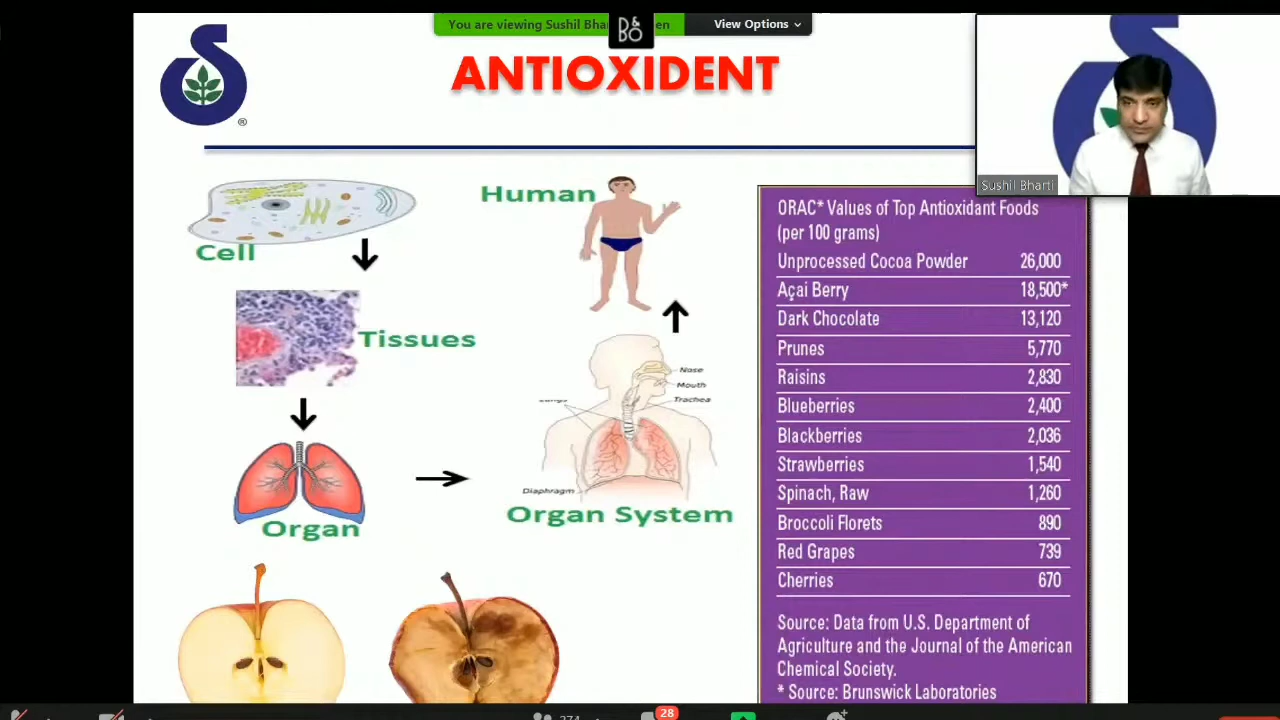 You are viewing Sushil Bha
en
B&
BO
View Options
ANTIOXIDENT
®
Sushil Bharti
Cell
Tissues
Organ
Human
Nose
Mouth
Trachea
Diaphragm
Organ System
ORAC* Values of Top Antioxidant Foods
(per 100 grams)
Unprocessed Cocoa Powder 26,000
Açai Berry 18,500*
Dark Chocolate 13,120
Prunes 5,770
Raisins 2,830
Blueberries 2,400
Blackberries 2,036
Strawberries 1,540
Spinach, Raw 1,260
Broccoli Florets 890
Red Grapes 739
Cherries 670
Source: Data from U.S. Department of
Agriculture and the Journal of the American
Chemical Society.
* Source: Brunswick Laboratories
28